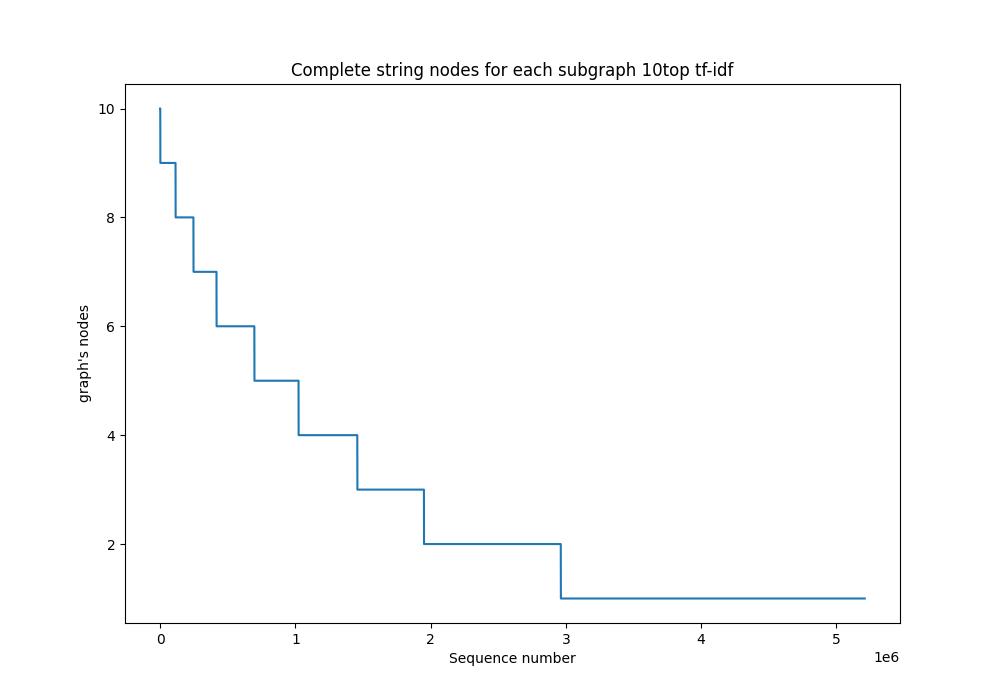 Complete string nodes for each subgraph 10top tf-idf
10
8
6
4
2
graph's nodes
0 1 2 3 4 5
1e6
Sequence number